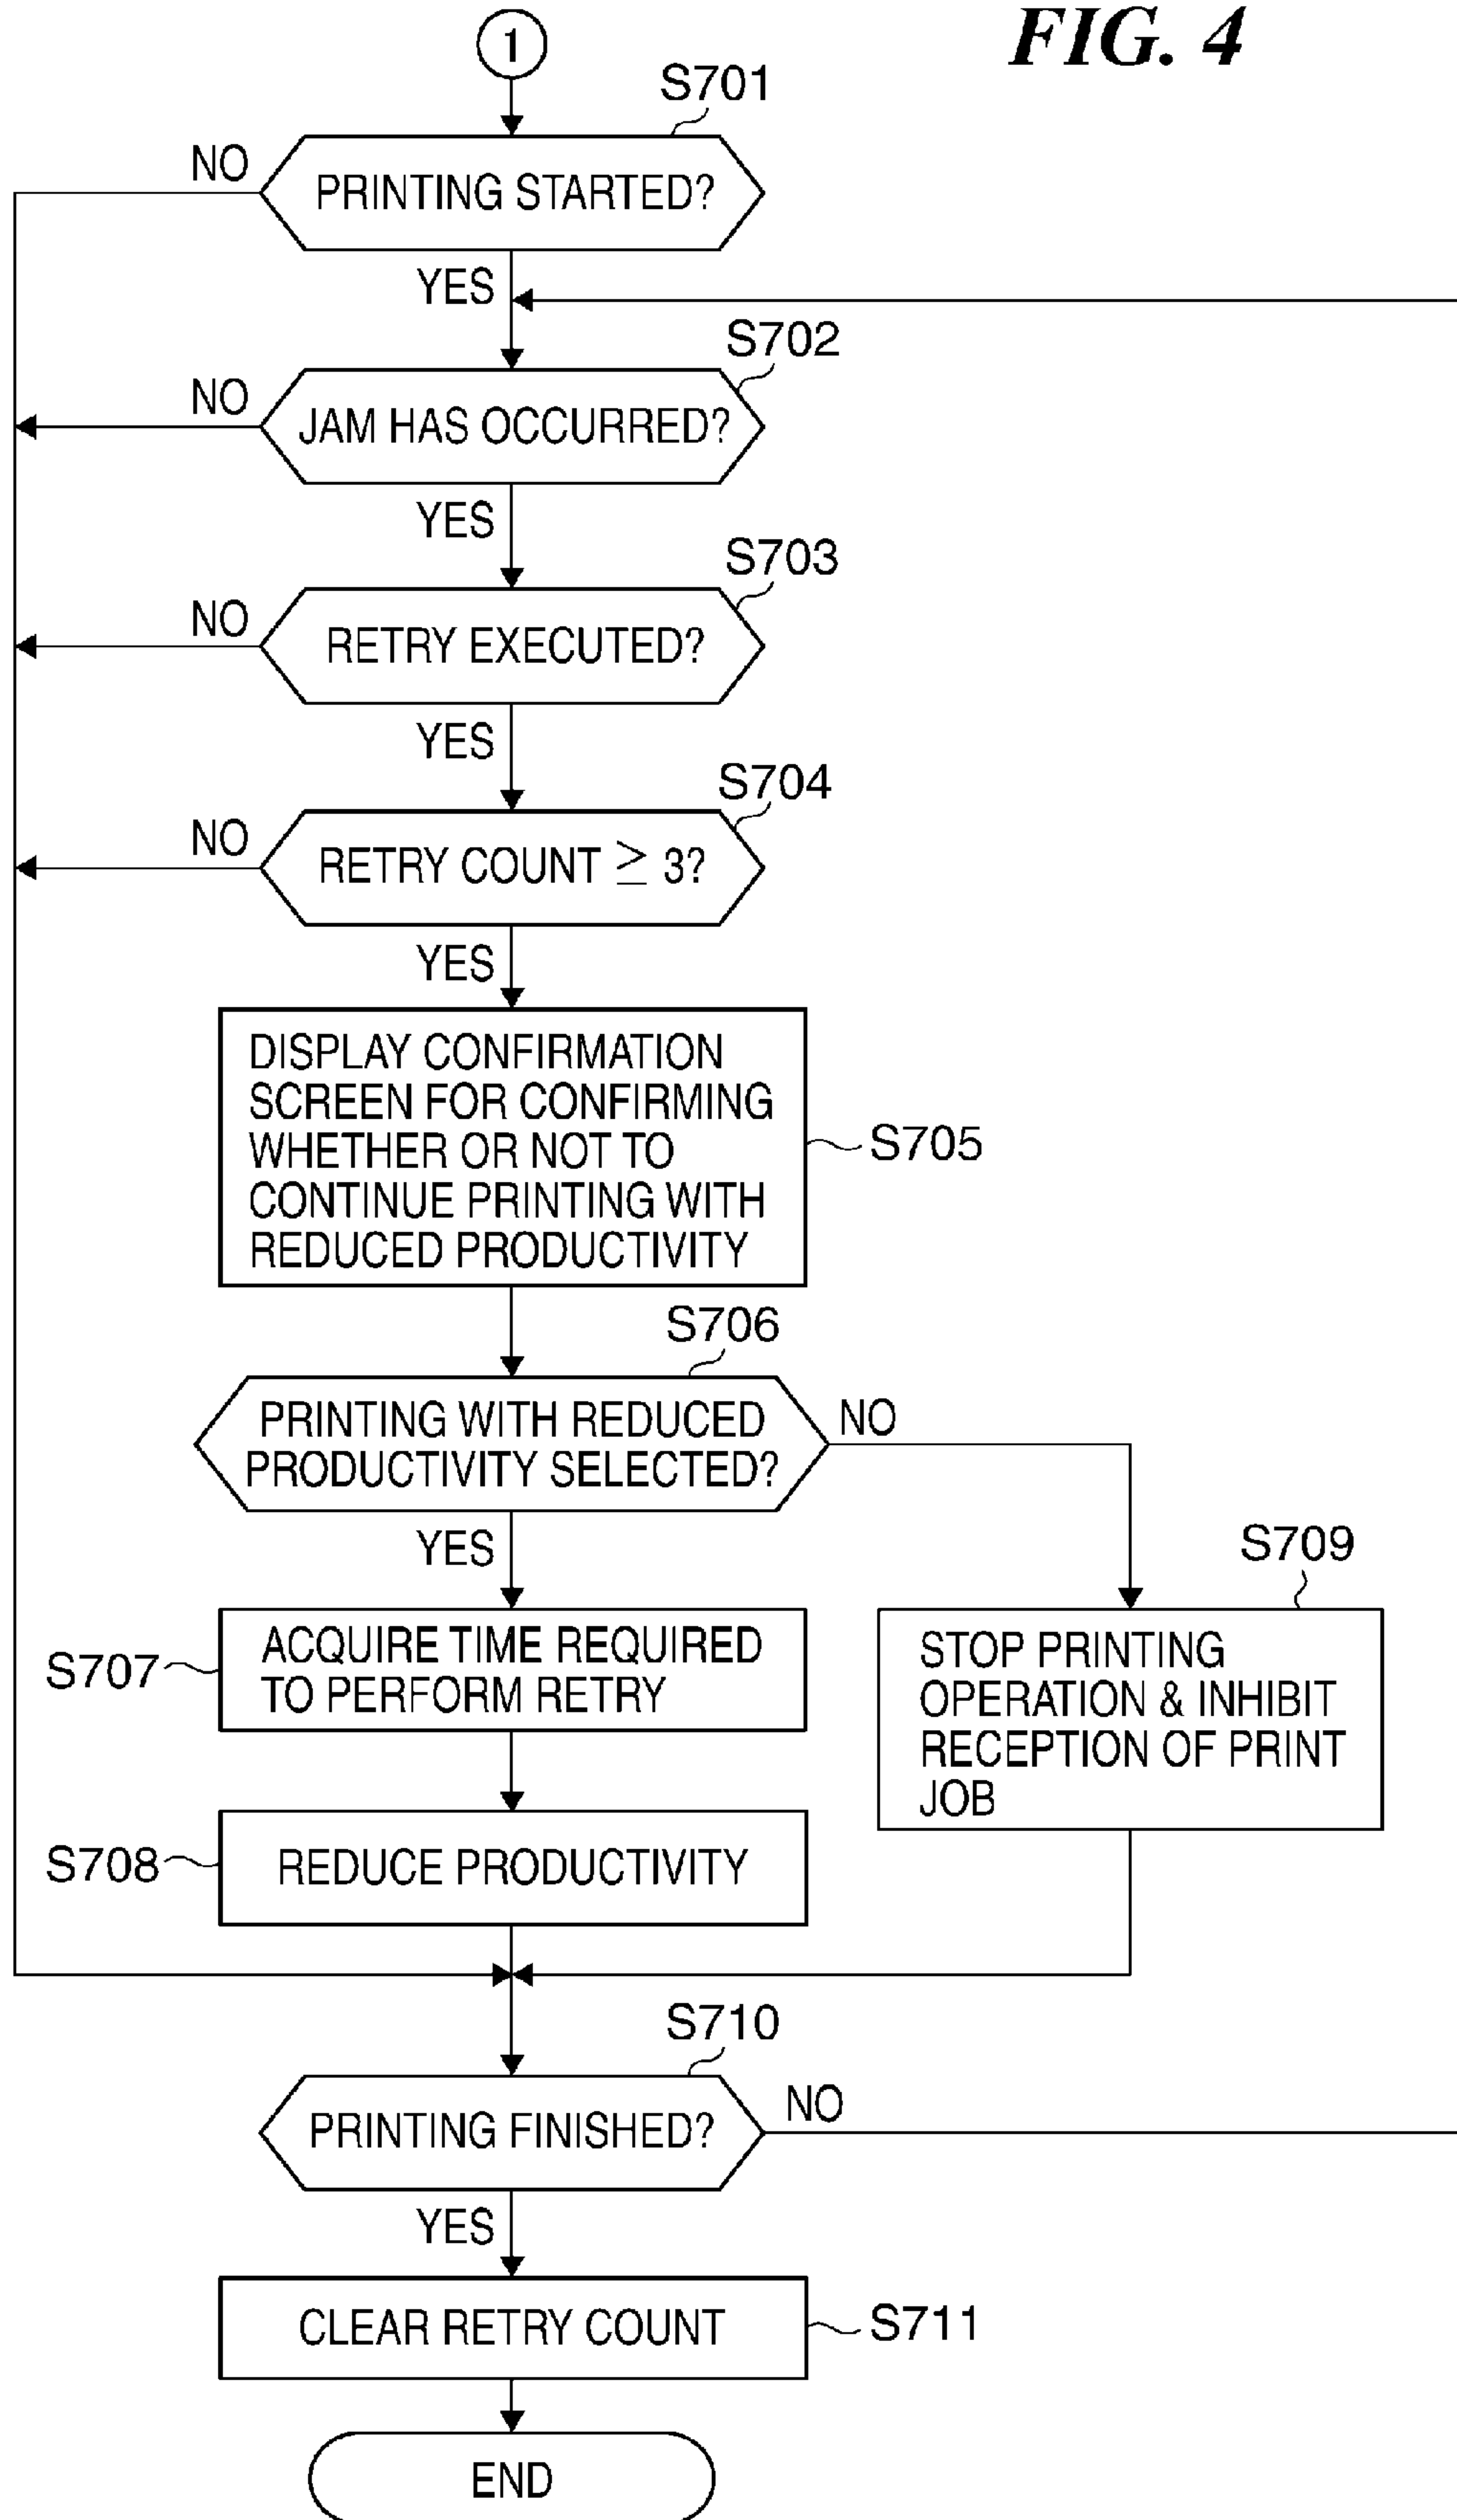 FIG. 4
1
S701
NO
PRINTING STARTED?
YES
S702
NO
JAM HAS OCCURRED?
YES
S703
NO
RETRY EXECUTED?
YES
S704
NO
RETRY COUNT ≥ 3?
YES
DISPLAY CONFIRMATION
SCREEN FOR CONFIRMING
WHETHER OR NOT TO
CONTINUE PRINTING WITH
REDUCED PRODUCTIVITY
S705
S706
PRINTING WITH REDUCED
PRODUCTIVITY SELECTED?
NO
YES
S709
S707
ACQUIRE TIME REQUIRED
TO PERFORM RETRY
STOP PRINTING
OPERATION & INHIBIT
RECEPTION OF PRINT
JOB
S708
REDUCE PRODUCTIVITY
S710
PRINTING FINISHED?
NO
YES
CLEAR RETRY COUNT
S711
END